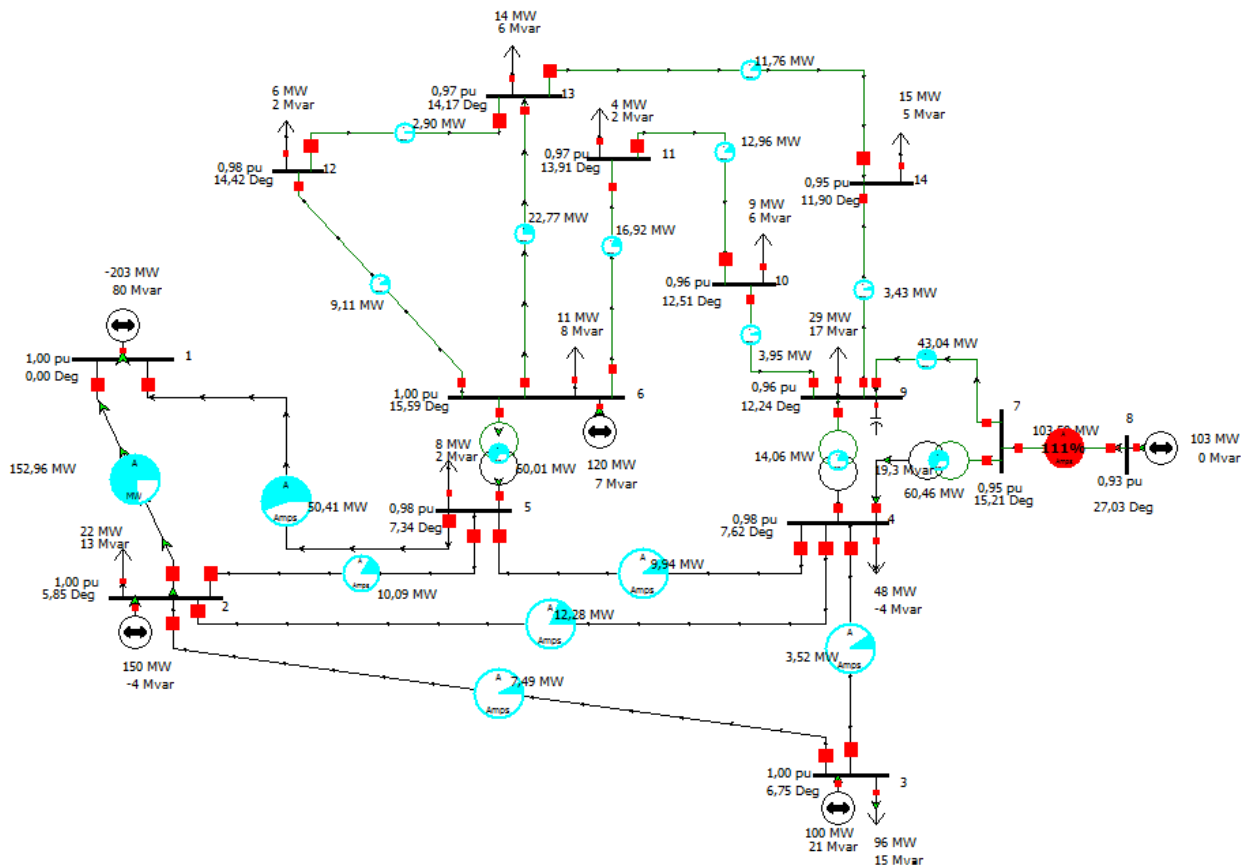 14 MW
6 Mvar
11,76 MW
0,97 pu
14,17 Deg
13
6 MW
2 Mvar
2,90 MW
4 MW
2 Mvar
12,96 MW
15 MW
5 Mvar
0,98 pu
14,42 Deg
12
0,97 pu
13,91 Deg
11
0,95 pu
11,90 Deg
14
22,77 MW
16,92 MW
9 MW
6 Mvar
-203 MW
80 Mvar
9,11 MW
0,96 pu
12,51 Deg
10
3,43 MW
11 MW
8 Mvar
29 MW
17 Mvar
43,04 MW
1,00 pu
0,00 Deg
1
3,95 MW
1,00 pu
15,59 Deg
6
0,96 pu
12,24 Deg
9
7
8
8 MW
2 Mvar
60,01 MW
120 MW
7 Mvar
14,06 MW
19,3 Mvar
60,46 MW
111%
Amps
103 MW
0 Mvar
0,95 pu
15,21 Deg
0,93 pu
27,03 Deg
152,96 MW
A
MW
A
Amps
50,41 MW
0,98 pu
7,34 Deg
5
0,98 pu
7,62 Deg
4
22 MW
13 Mvar
A
Amps
10,09 MW
A
Amps
9,94 MW
1,00 pu
5,85 Deg
2
A
Amps
12,28 MW
48 MW
-4 Mvar
150 MW
-4 Mvar
A
Amps
3,52 MW
A
Amps
7,49 MW
1,00 pu
6,75 Deg
3
100 MW
21 Mvar
96 MW
15 Mvar